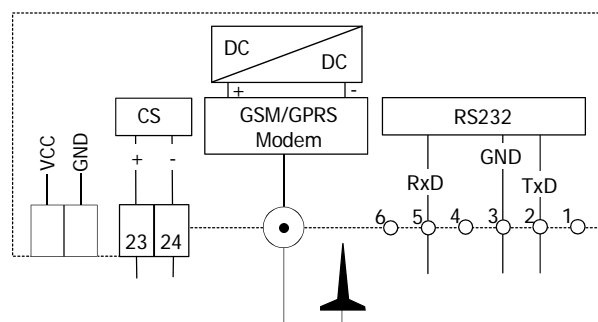 DC
DC
+ -
CS
GSM/GPRS
Modem
RS232
VCC
GND
+ -
GND
RxD
TxD
6 5 4 3 2 1
23 24